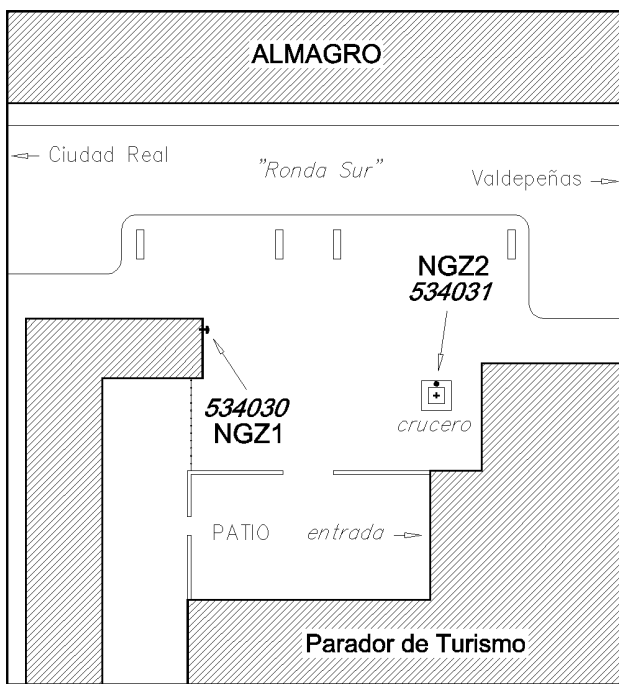 ALMAGRO
Ciudad Real
"Ronda Sur"
Valdepeñas
NGZ2
534031
534030
NGZ1
crucero
PATIO
entrada
Parador de Turismo